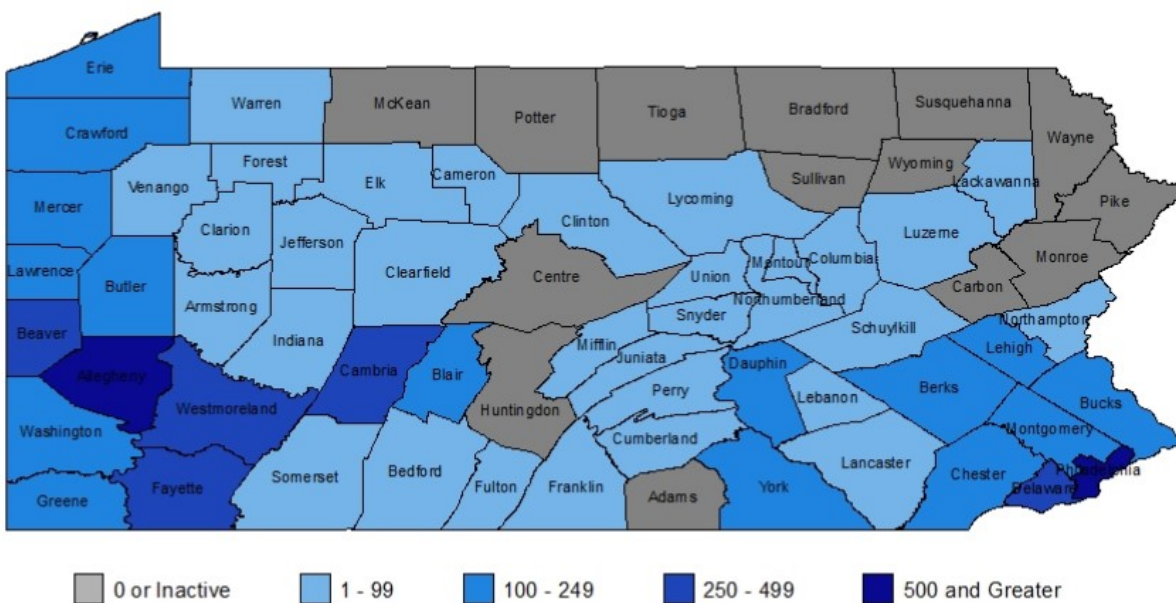 Erie
Warren
McKean
Potter
Tioga
Bradford
Susquehanna
Wayne
Crawford
Forest
Venango
Elk
Cameron
Sullivan
Wyoming
Lackawanna
Pike
Mercer
Clarion
Jefferson
Clinton
Lycoming
Luzerne
Monroe
Lawrence
Butler
Clearfield
Centre
Union
Montour
Columbia
Carbon
Armstrong
Northumberland
Northampton
Beaver
Indiana
Snyder
Schuylkill
Mifflin
Juniata
Lehigh
Allegheny
Cambria
Blair
Dauphin
Berks
Westmoreland
Huntingdon
Perry
Lebanon
Bucks
Washington
Cumberland
Montgomery
Somerset
Bedford
Lancaster
Chester
Philadelphia
Greene
Fayette
Fulton
Franklin
Adams
York
Delaware
0 or Inactive
1 - 99
100 - 249
250 - 499
500 and Greater